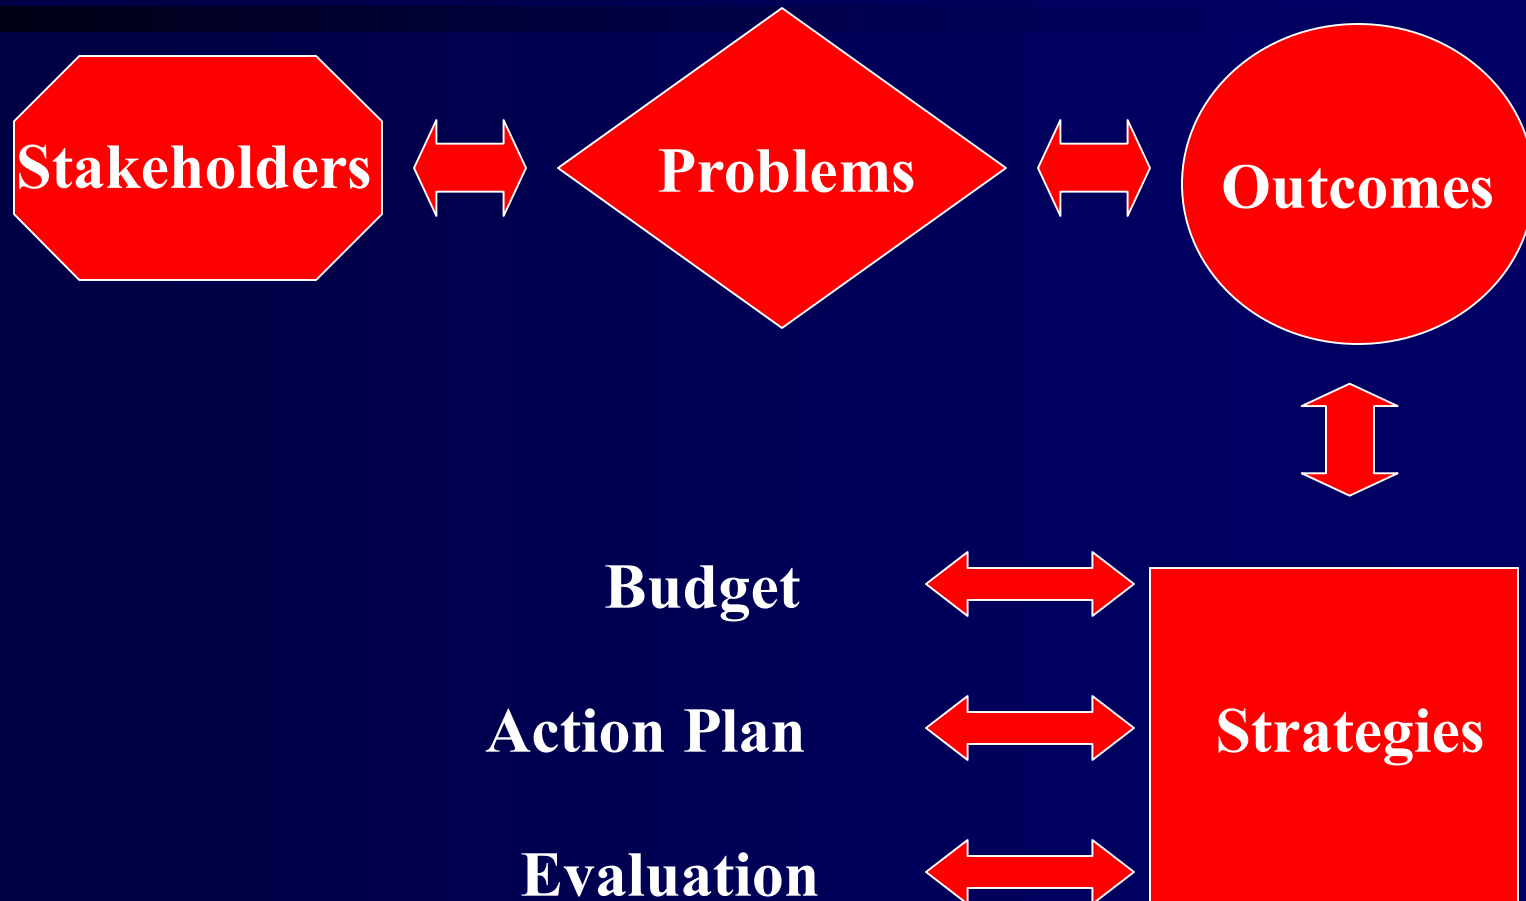 Stakeholders
Problems
Outcomes
Budget
Action Plan
Strategies
Evaluation